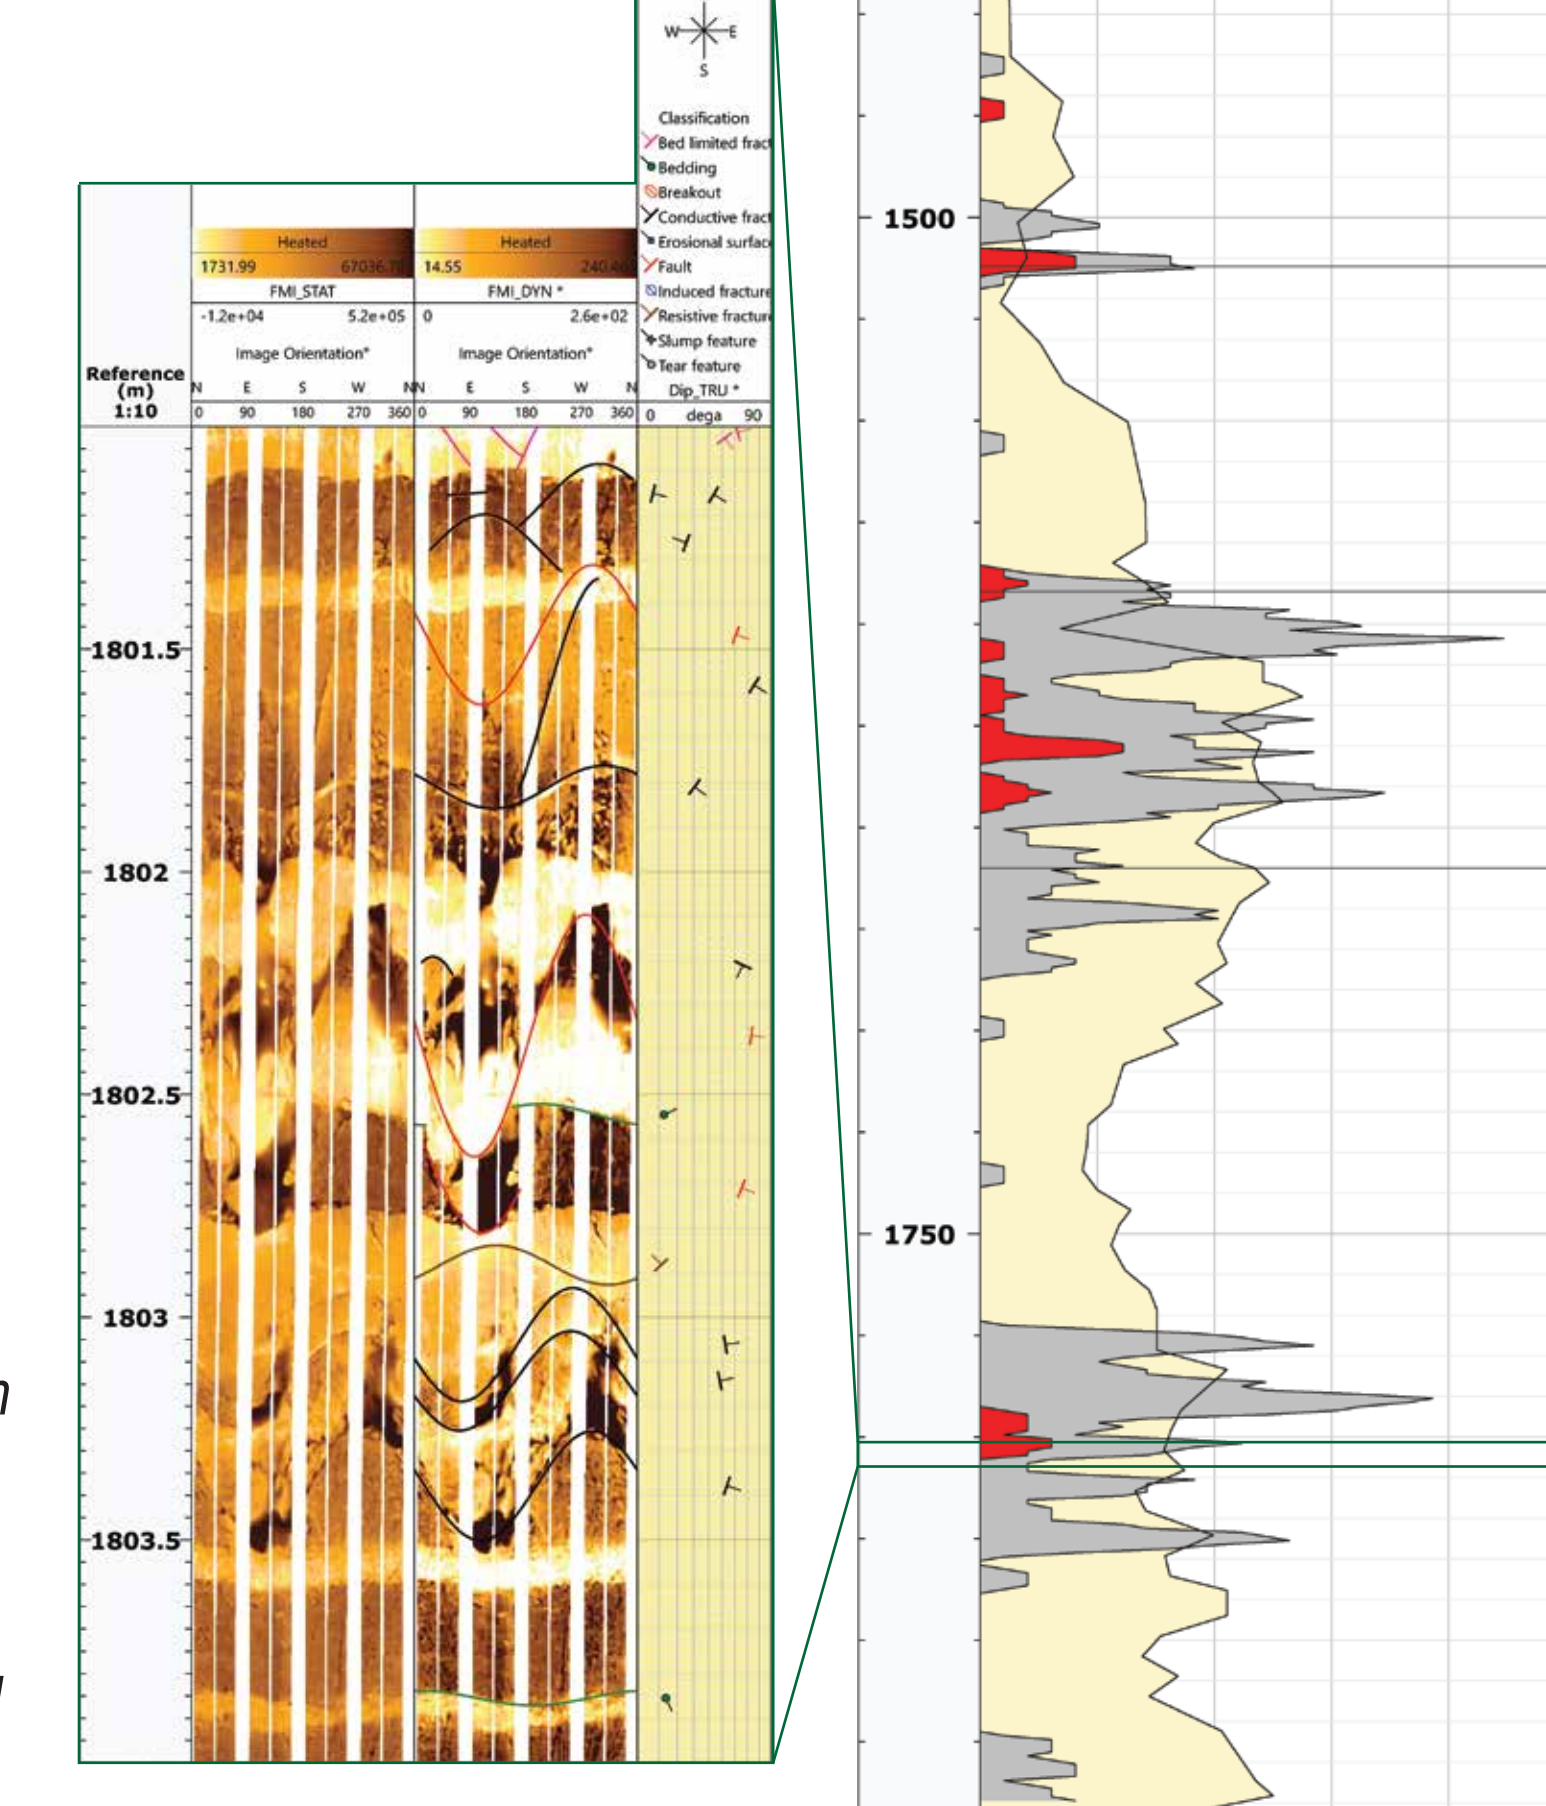 W E
S
Classification
Bed limited fract
Bedding
Breakout
Conductive fract
Erosional surface
Fault
Induced fracture
Resistive fracture
Slump feature
Tear feature
Dip_TRU *
0 dega 90
Heated
1731.99
FMI_STAT
-1.2e+04 5.2e+05
Image Orientation*
N E S W N
0 90 180 270 360
Heated
14.55
FMI_DYN *
0 2.6e+02
Image Orientation*
N E S W N
0 90 180 270 360
Reference
(m)
1:10
1801.5
1802
1802.5
1803
1803.5
1500
1750
n